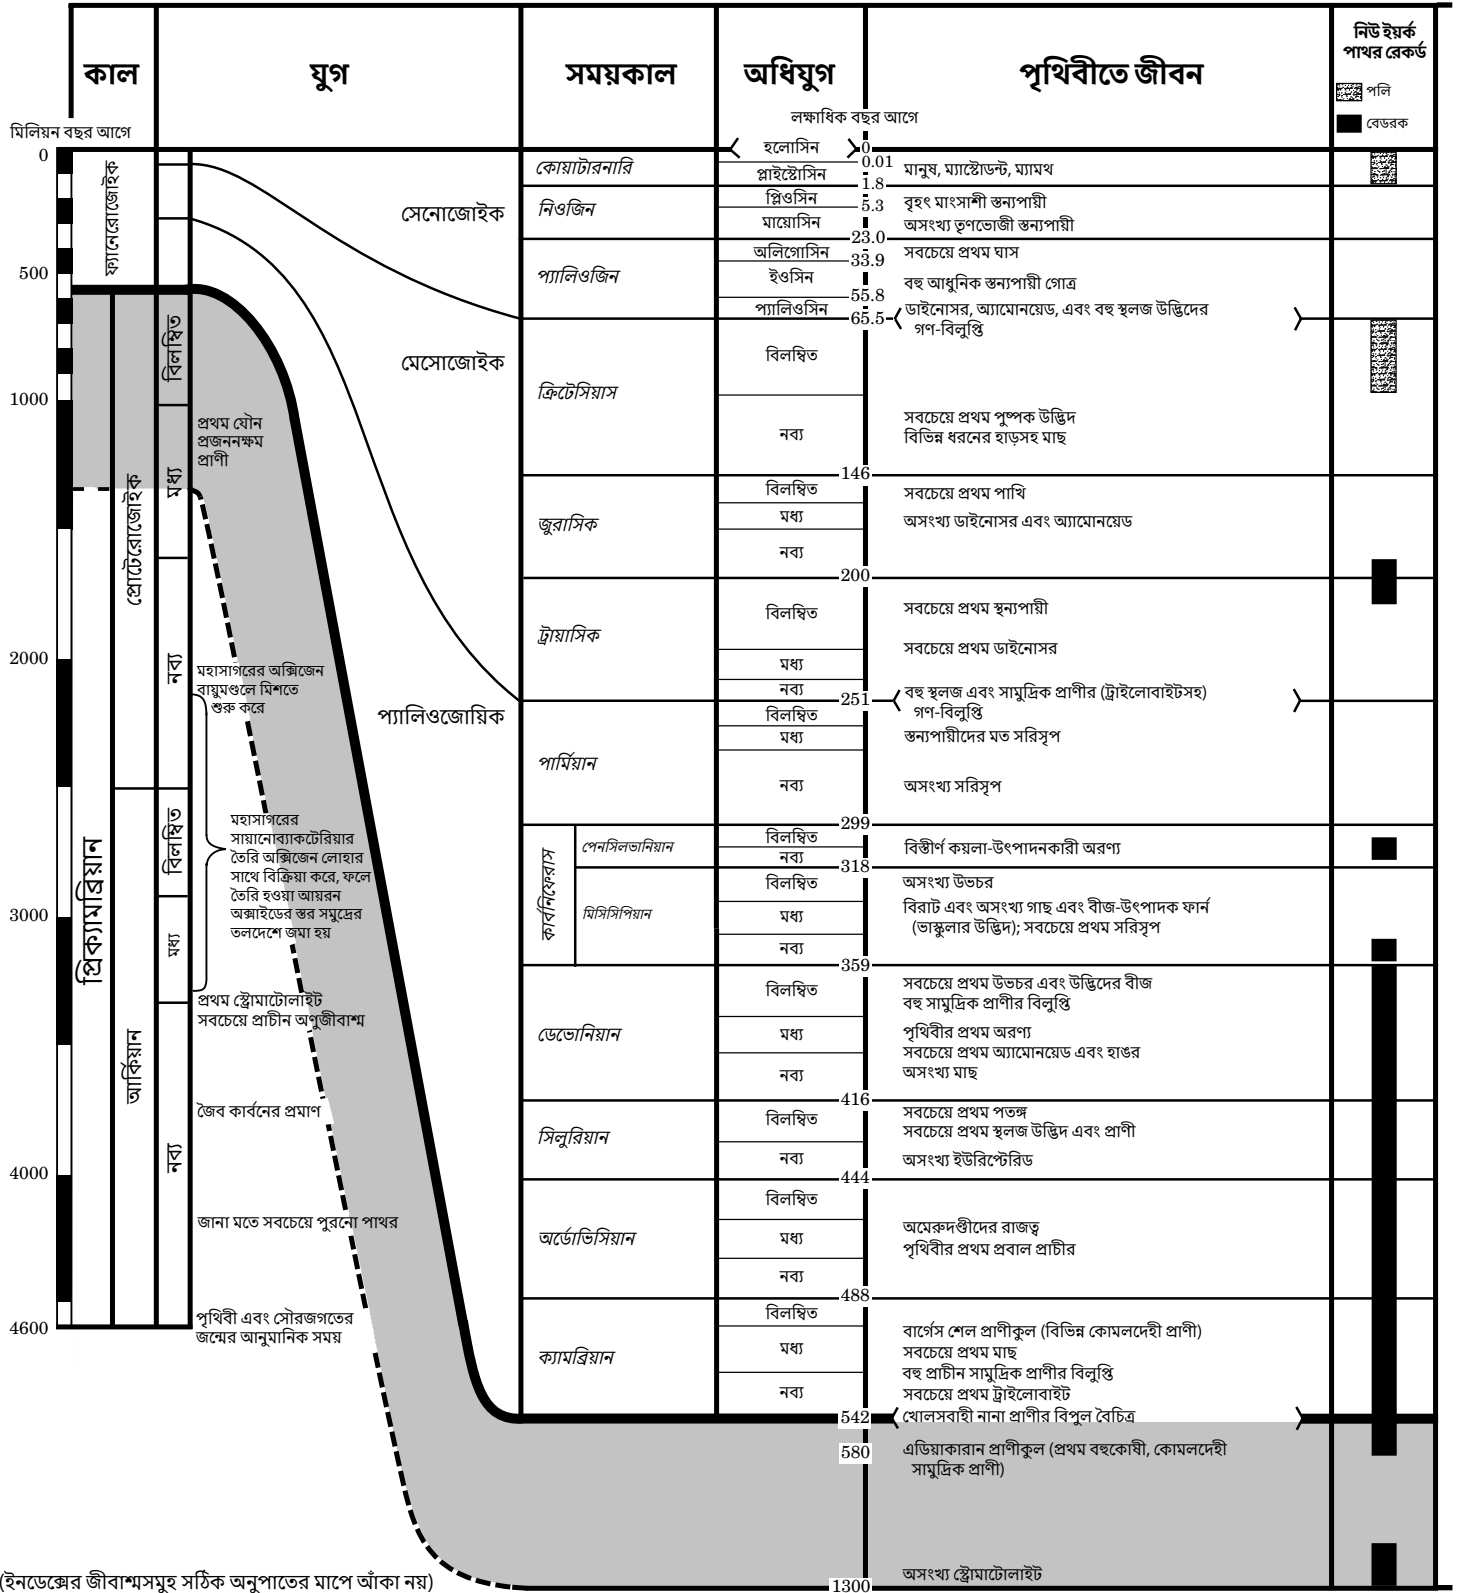 কাল
যুগ
সময়কাল
অধিযুগ
পৃথিবীতে জীবন
নিউ ইয়র্ক
পাথর রেকর্ড
পলি
বেডরক
মিলিয়ন বছর আগে
লক্ষাধিক বছর আগে
0
500
1000
2000
3000
4000
4600
ফ্যানেরোজোইক
প্রিক্যামব্রিয়ান
প্রোটেরোজোইক
আর্কিয়ান
বিলম্বিত
মধ্য
নব্য
বিলম্বিত
মধ্য
নব্য
প্রথম যৌন
প্রজননক্ষম
প্রাণী
মহাসাগরের অক্সিজেন
বায়ুমণ্ডলে মিশতে
শুরু করে
মহাসাগরের
সায়ানোব্যাকটেরিয়ার
তৈরি অক্সিজেন লোহার
সাথে বিক্রিয়া করে, ফলে
তৈরি হওয়া আয়রন
অক্সাইডের স্তর সমুদ্রের
তলদেশে জমা হয়
প্রথম স্ট্রোমাটোলাইট
সবচেয়ে প্রাচীন অণুজীবাশ্ম
জৈব কার্বনের প্রমাণ
জানা মতে সবচেয়ে পুরনো পাথর
পৃথিবী এবং সৌরজগতের
জন্মের আনুমানিক সময়
সেনোজোইক
মেসোজোইক
প্যালিওজোয়িক
হলোসিন
0
0.01
কোয়াটারনারি
প্লাইস্টোসিন
মানুষ, ম্যাস্টোডন্ট, ম্যামথ
1.8
নিওজিন
প্লিওসিন
5.3
বৃহৎ মাংসাশী স্তন্যপায়ী
মায়োসিন
অসংখ্য তৃণভোজী স্তন্যপায়ী
23.0
প্যালিওজিন
অলিগোসিন
33.9
সবচেয়ে প্রথম ঘাস
ইওসিন
বহু আধুনিক স্তন্যপায়ী গোত্র
55.8
প্যালিওসিন
65.5
ডাইনোসর, অ্যামোনয়েড, এবং বহু স্থলজ উদ্ভিদের
গণ-বিলুপ্তি
ক্রিটেসিয়াস
বিলম্বিত
নব্য
সবচেয়ে প্রথম পুষ্পক উদ্ভিদ
বিভিন্ন ধরনের হাড়সহ মাছ
146
জুরাসিক
বিলম্বিত
সবচেয়ে প্রথম পাখি
মধ্য
অসংখ্য ডাইনোসর এবং অ্যামোনয়েড
নব্য
200
ট্রায়াসিক
বিলম্বিত
সবচেয়ে প্রথম স্থন্যপায়ী
সবচেয়ে প্রথম ডাইনোসর
মধ্য
নব্য
251
বহু স্থলজ এবং সামুদ্রিক প্রাণীর (ট্রাইলোবাইটসহ)
গণ-বিলুপ্তি
পার্মিয়ান
বিলম্বিত
মধ্য
স্তন্যপায়ীদের মত সরিসৃপ
নব্য
অসংখ্য সরিসৃপ
299
কার্বনিফেরাস
পেনসিলভানিয়ান
বিলম্বিত
নব্য
বিস্তীর্ণ কয়লা-উৎপাদনকারী অরণ্য
318
মিসিসিপিয়ান
বিলম্বিত
অসংখ্য উভচর
মধ্য
বিরাট এবং অসংখ্য গাছ এবং বীজ-উৎপাদক ফার্ন
(ভাস্কুলার উদ্ভিদ); সবচেয়ে প্রথম সরিসৃপ
নব্য
359
ডেভোনিয়ান
বিলম্বিত
সবচেয়ে প্রথম উভচর এবং উদ্ভিদের বীজ
বহু সামুদ্রিক প্রাণীর বিলুপ্তি
মধ্য
পৃথিবীর প্রথম অরণ্য
সবচেয়ে প্রথম অ্যামোনয়েড এবং হাঙর
নব্য
অসংখ্য মাছ
416
সিলুরিয়ান
বিলম্বিত
সবচেয়ে প্রথম পতঙ্গ
সবচেয়ে প্রথম স্থলজ উদ্ভিদ এবং প্রাণী
নব্য
অসংখ্য ইউরিপ্টেরিড
444
অর্ডোভিসিয়ান
বিলম্বিত
মধ্য
অমেরুদণ্ডীদের রাজত্ব
পৃথিবীর প্রথম প্রবাল প্রাচীর
নব্য
488
ক্যামব্রিয়ান
বিলম্বিত
মধ্য
নব্য
বার্গেস শেল প্রাণীকুল (বিভিন্ন কোমলদেহী প্রাণী)
সবচেয়ে প্রথম মাছ
বহু প্রাচীন সামুদ্রিক প্রাণীর বিলুপ্তি
সবচেয়ে প্রথম ট্রাইলোবাইট
542
খোলসবাহী নানা প্রাণীর বিপুল বৈচিত্র
580
এডিয়াকারান প্রাণীকুল (প্রথম বহুকোষী, কোমলদেহী
সামুদ্রিক প্রাণী)
অসংখ্য স্ট্রোমাটোলাইট
1300
(ইনডেক্সের জীবাশ্মসমুহ সঠিক অনুপাতের মাপে আঁকা নয়)